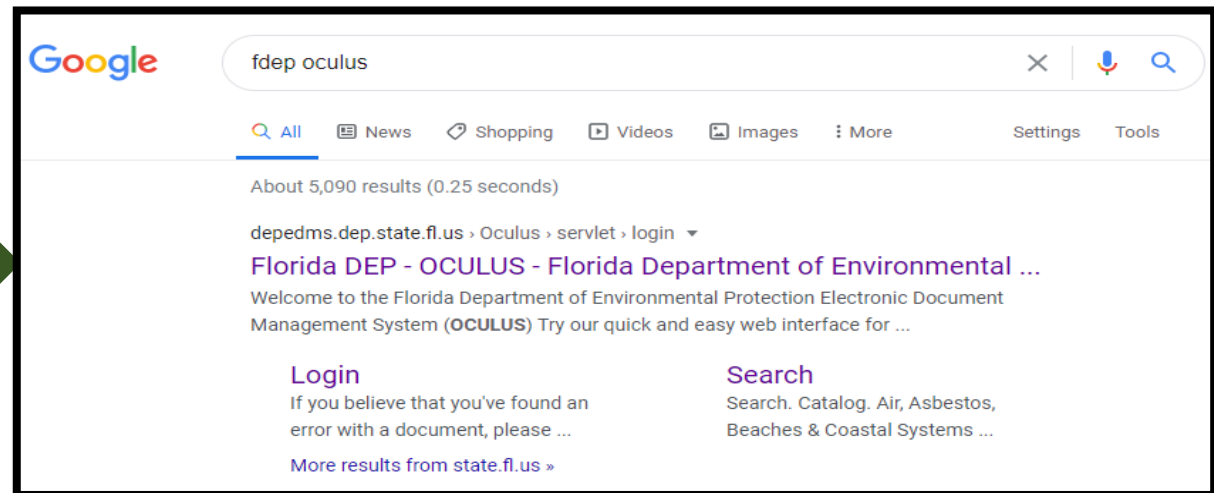 Google
fdep oculus
All News Shopping Videos Images More Settings Tools
About 5,090 results (0.25 seconds)
depedms.dep.state.fl.us › Oculus › servlet › login
Florida DEP - OCULUS - Florida Department of Environmental ...
Welcome to the Florida Department of Environmental Protection Electronic Document
Management System (OCULUS) Try our quick and easy web interface for ...
Login
If you believe that you've found an
error with a document, please ...
Search
Search. Catalog. Air, Asbestos,
Beaches & Coastal Systems ...
More results from state.fl.us »